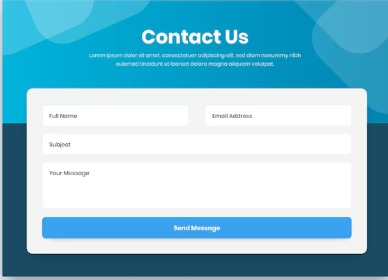 Contact Us
Lorem ipsum dolor sit amet, consectetuer adipiscing elit, sed diam nonummy nibh
euismod tincidunt ut laoreet dolore magna aliquam volutpat.
Full Name
Email Address
Subject
Your Message
Send Message